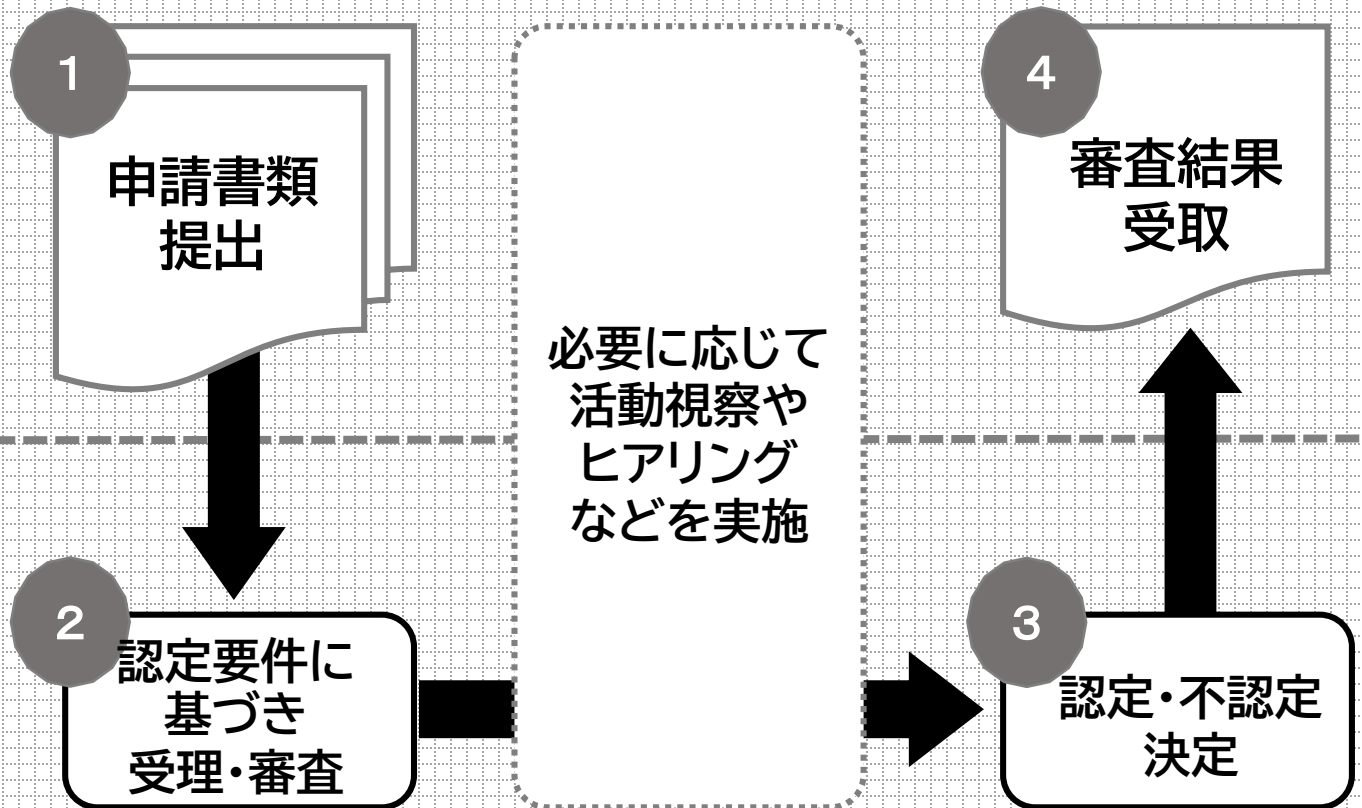 1
申請書類
提出
2
認定要件に
基づき
受理・審査
必要に応じて
活動視察や
ヒアリング
などを実施
3
認定・不認定
決定
4
審査結果
受取